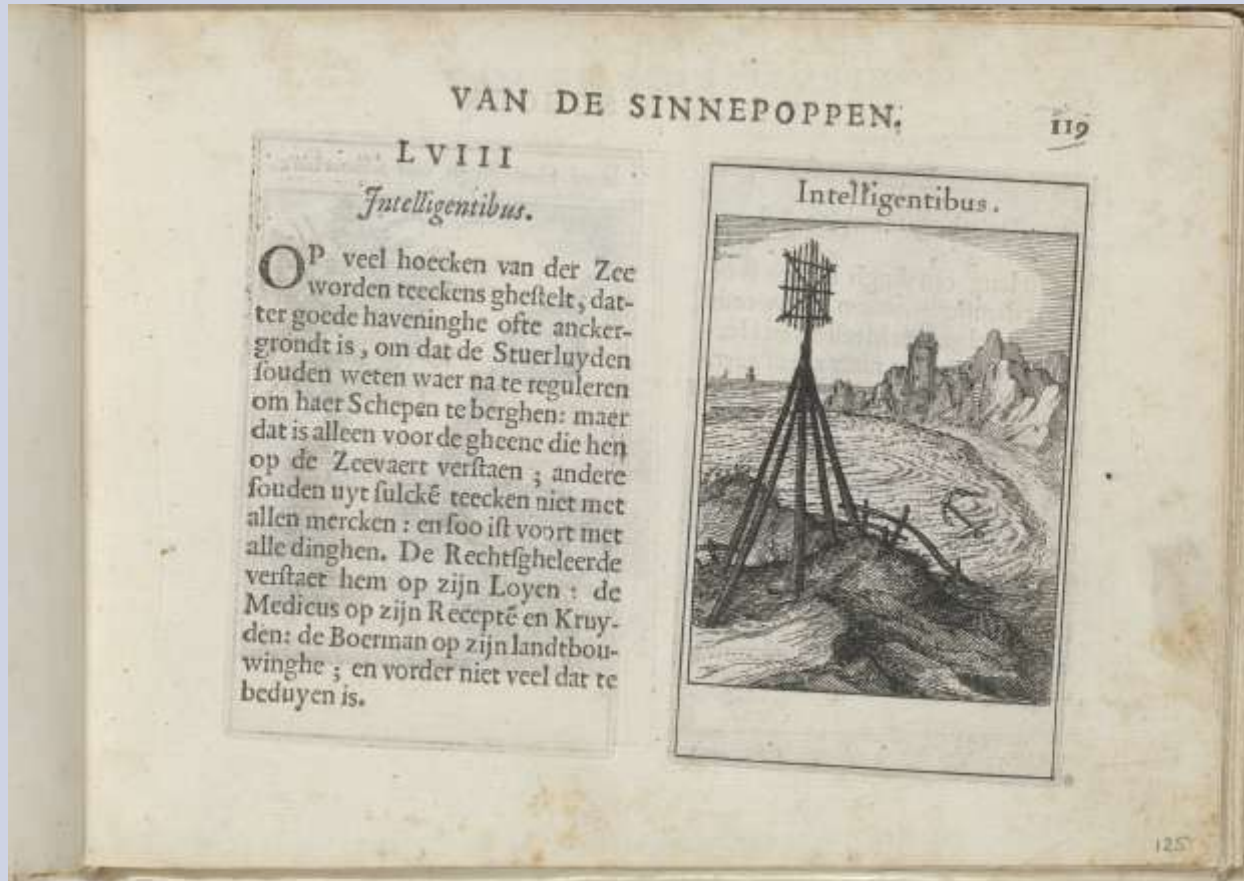 VAN DE SINNEPOPPEN.
119
LVIII
Intelligentibus.
OP veel hoecken van der Zee
worden teeckens gheſtelt, dat-
ter goede haveninghe ofte ancker-
grondt is, om dat de Stuerluyden
ſouden weten waer na te reguleren
om haer Schepen te berghen: maer
dat is alleen voor de gheene die hen
op de Zeevaert verſtaen ; andere
ſouden uyt ſulckẽ teecken niet met
allen mercken : en ſoo iſt voort met
alle dinghen. De Rechtſgheleerde
verſtaet hem op zijn Loyen : de
Medicus op zijn Receptẽ en Kruy-
den: de Boerman op zijn landtbou-
winghe ; en vorder niet veel dat te
beduyen is.
Intelligentibus.
125